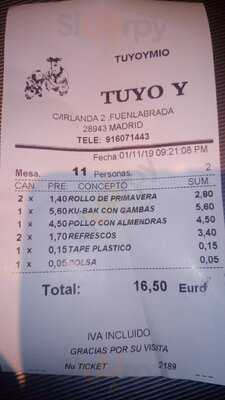 TUYOYMIO
TUYO Y
C/IRLANDA 2 ,FUENLABRADA
28943 MADRID
TELE: 916071443
Fecha 01/11/19 09:21:08 PM
Mesa. 11 Personas. 2
CAN. PRE. CONCEPTO SUM
2 x 1,40 ROLLO DE PRIMAVERA 2,80
1 x 5,60 KU-BAK CON GAMBAS 5,60
1 x 4,50 POLLO CON ALMENDRAS 4,50
2 x 1,70 REFRESCOS 3,40
1 x 0,15 TAPE PLASTICO 0,15
1 x 0,05 BOLSA 0,05
Total: 16,50 Euro
IVA INCLUIDO
GRACIAS POR SU VISITA
Nu TICKET 2189